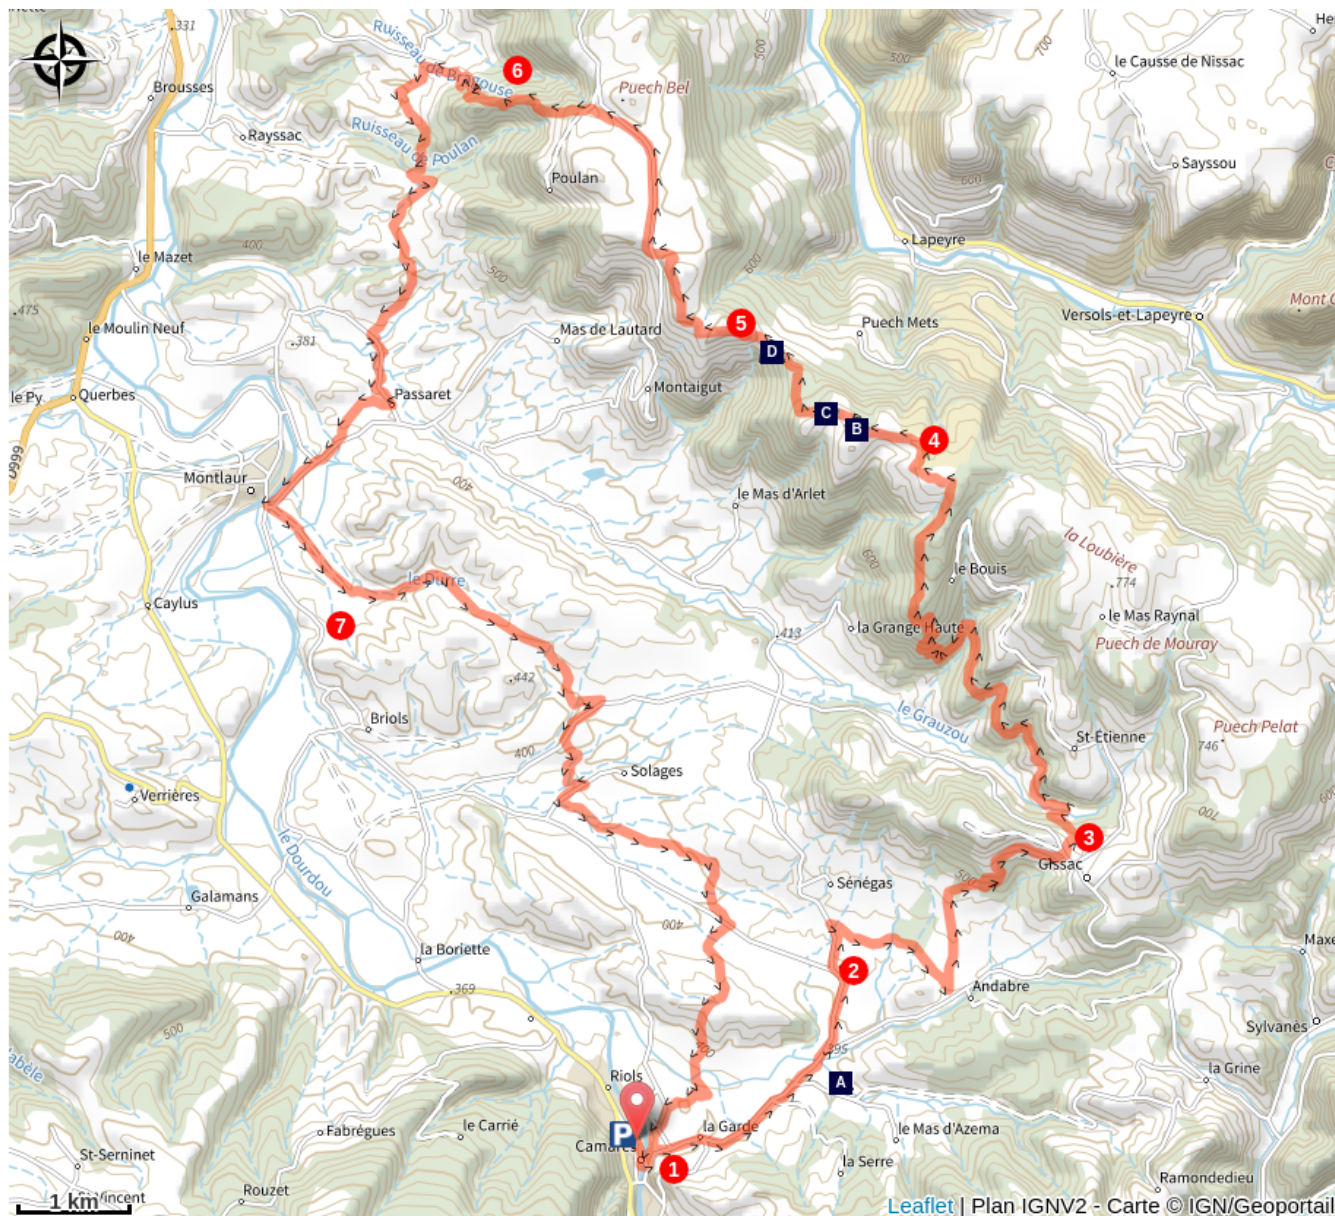 331
Ruisseau
de Bragouse
6
Brousses
Puech Bel
500
500
700
le Causse de Nissac
Rayssac
Ruisseau de Poulan
Poulan
600
Sayssou
400
le Mazet
500
600
Lapeyre
475
le Moulin Neuf
381
Mas de Lautard
5
D
Puech Mets
Versols-et-Lapeyre
le Py
Querbes
Passaret
Montaigut
C
B
4
D999
Montlaur
400
le Mas d'Arlet
la Loubière
600
le Bouis
774
le Durre
Caylus
7
413
la Grange Haute
le Mas Raynal
Puech de Mouray
442
Briols
le Grauzou
Puech Pelat
St-Étienne
746
400
Solages
Verrières
700
600
le Dourdou
3
Gissac
500
Sénégas
Galamans
400
400
la Boriette
2
369
Andabre
500
Sylvanès
395
400
A
la Grine
Riols
P
le Carrié
Fabrègues
la Garde
le Mas d'Azema
Camarès
1
St-Serninet
la Serre
Rouzet
Ramondedieu
1 km
Leaflet | Plan IGNV2 - Carte © IGN/Geoportail